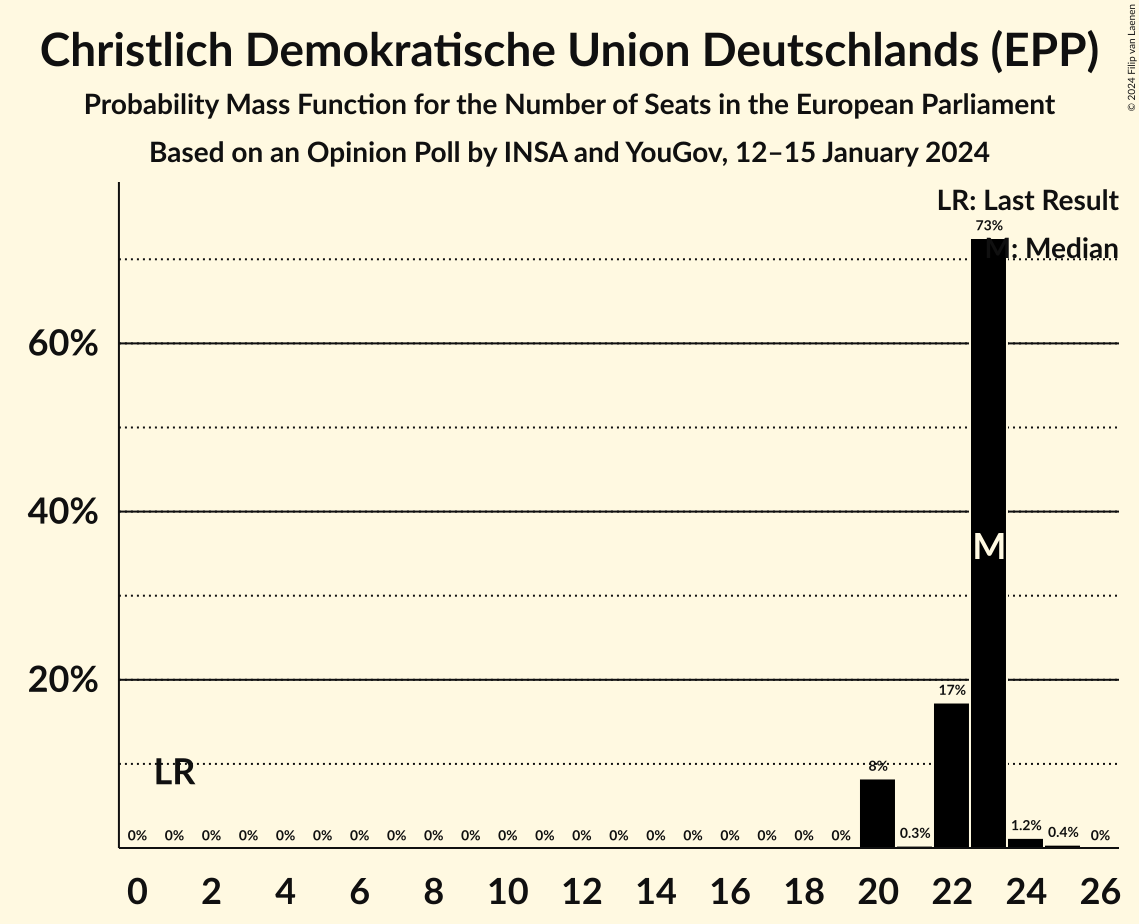 Christlich Demokratische Union Deutschlands (EPP)
Probability Mass Function for the Number of Seats in the European Parliament
Based on an Opinion Poll by INSA and YouGov, 12–15 January 2024
© 2024 Filip van Laenen
LR: Last Result
M: Median
73%
60%
40%
M
20%
17%
LR
8%
0% 0% 0% 0% 0% 0% 0% 0% 0% 0% 0% 0% 0% 0% 0% 0% 0% 0% 0% 0% 0.3% 1.2% 0.4% 0%
0 2 4 6 8 10 12 14 16 18 20 22 24 26